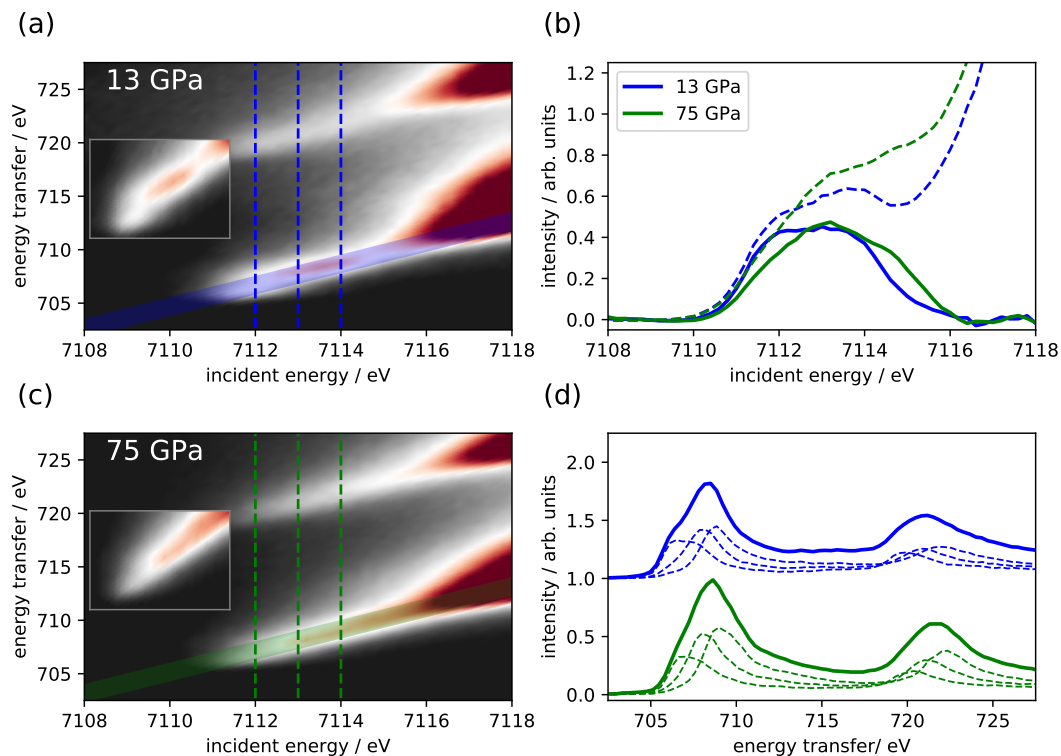 (a)
13 GPa
energy transfer / eV
725
720
715
710
705
7108 7110 7112 7114 7116 7118
incident energy / eV
(b)
13 GPa
75 GPa
intensity / arb. units
1.2
1.0
0.8
0.6
0.4
0.2
0.0
7108 7110 7112 7114 7116 7118
incident energy / eV
(c)
75 GPa
energy transfer / eV
725
720
715
710
705
7108 7110 7112 7114 7116 7118
incident energy / eV
(d)
intensity / arb. units
2.0
1.5
1.0
0.5
0.0
705 710 715 720 725
energy transfer/ eV